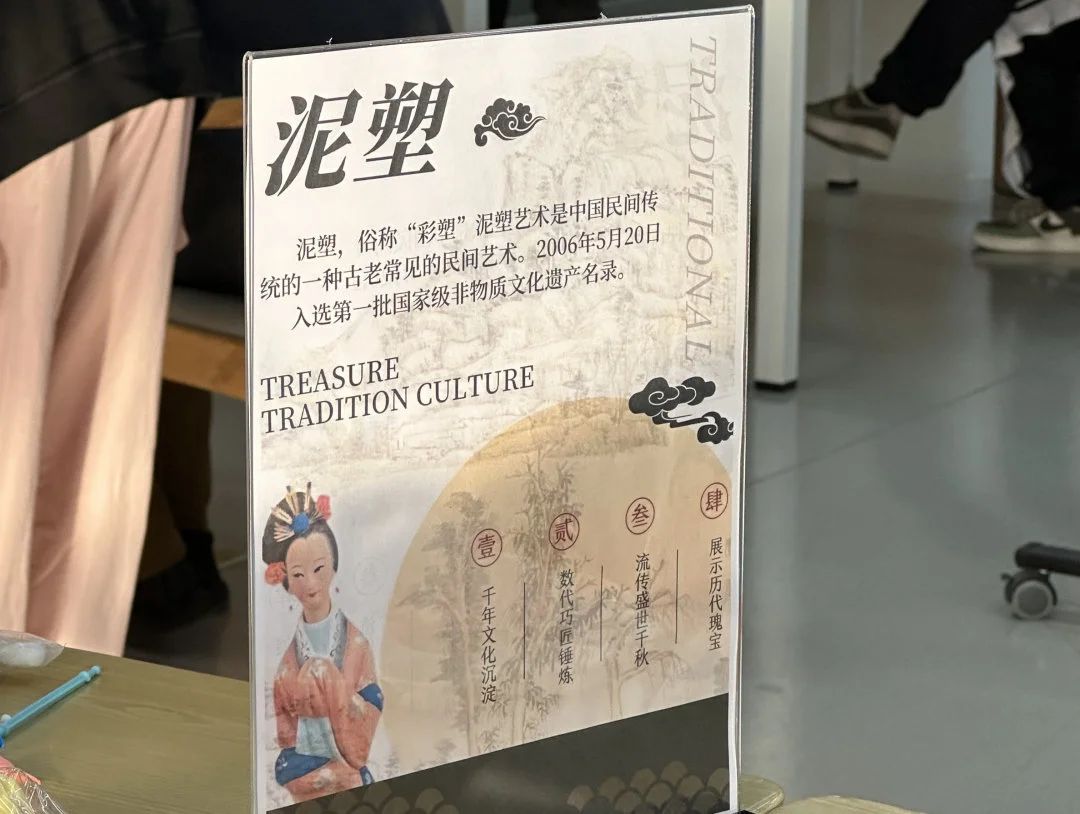 泥塑
泥塑，俗称“彩塑”泥塑艺术是中国民间传
统的一种古老常见的民间艺术。2006年5月20日
入选第一批国家级非物质文化遗产名录。
TRADITIONAL
TREASURE
TRADITION CULTURE
壹
千年文化沉淀
贰
数代巧匠锤炼
叁
流传盛世千秋
肆
展示历代瑰宝